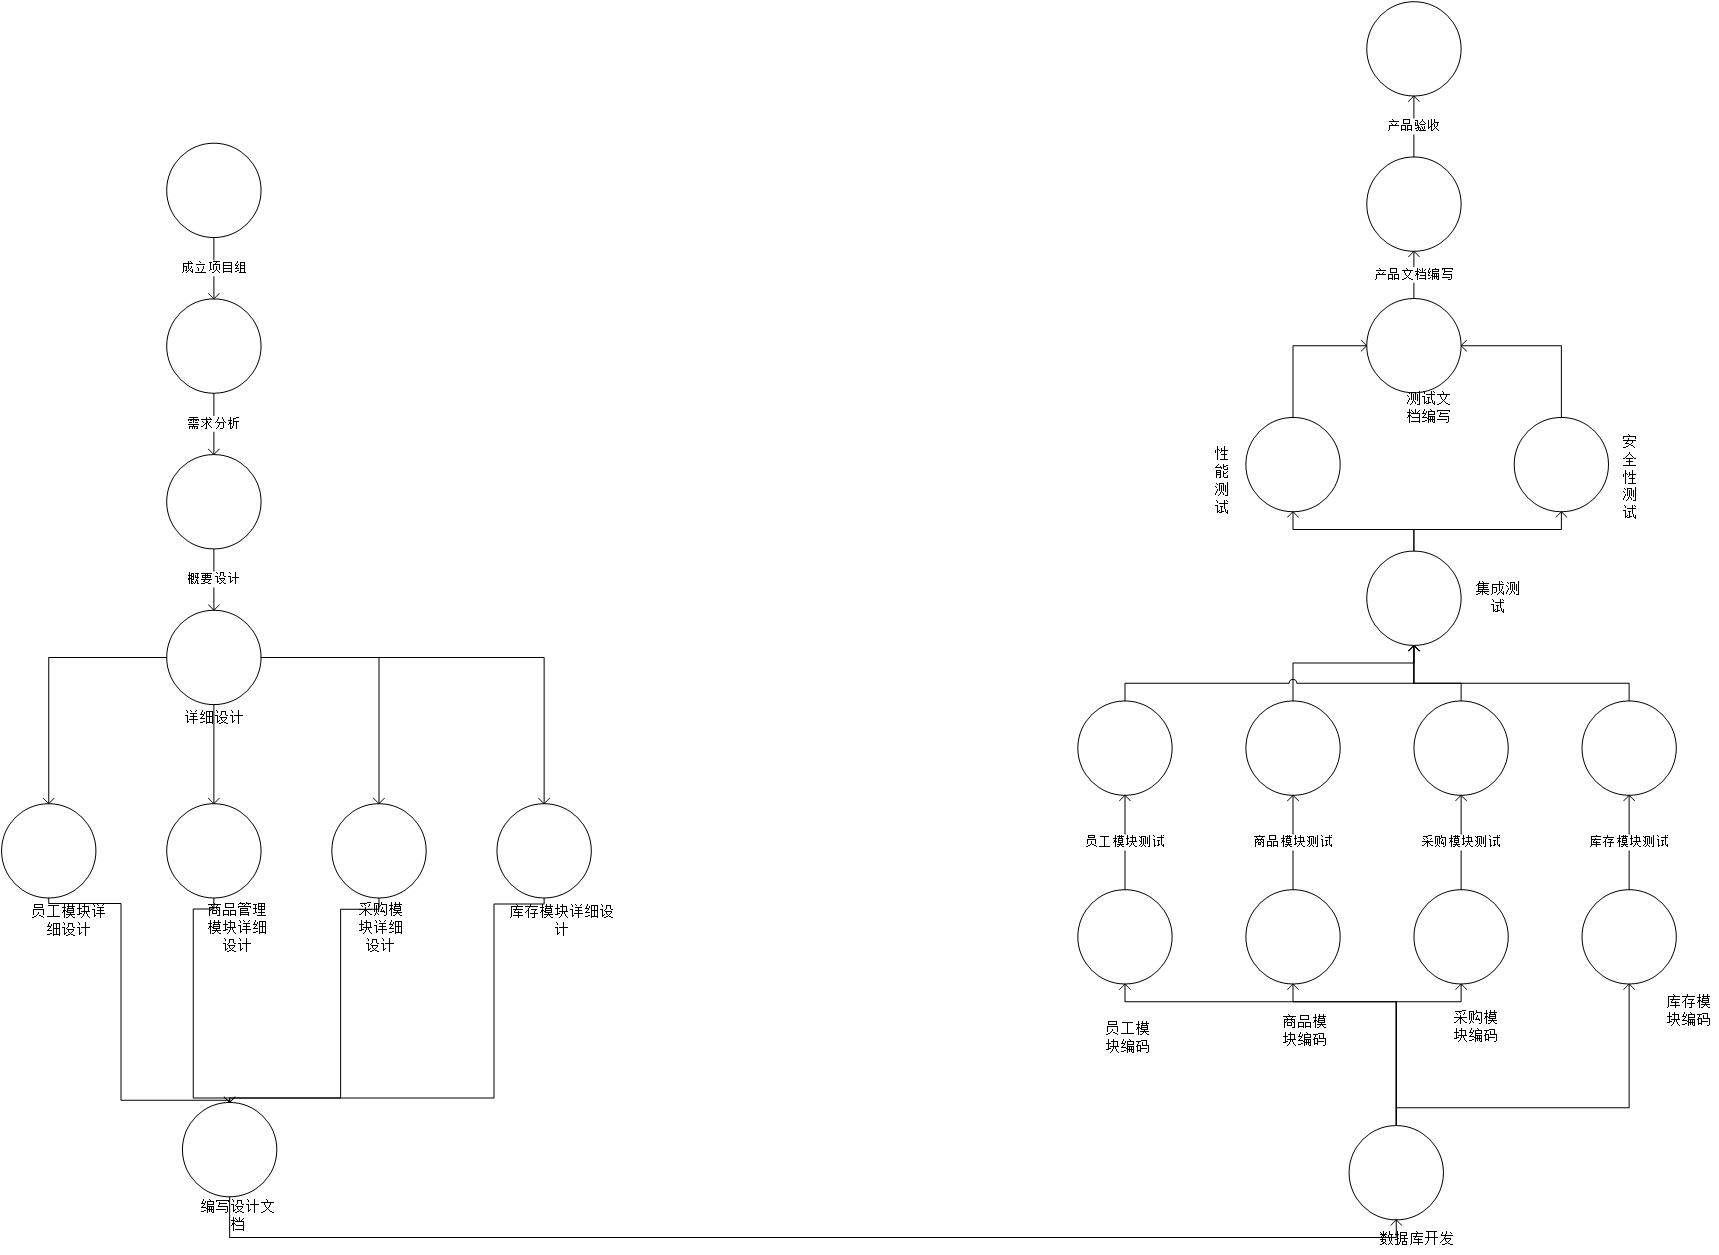 成立项目组
需求分析
概要设计
详细设计
员工模块详
细设计
商品管理
模块详细
设计
采购模
块详细
设计
库存模块详细设
计
编写设计文
档
数据库开发
员工模
块编码
商品模
块编码
采购模
块编码
库存模
块编码
员工模块测试
商品模块测试
采购模块测试
库存模块测试
集成测
试
性
能
测
试
安
全
性
测
试
测试文
档编写
产品文档编写
产品验收